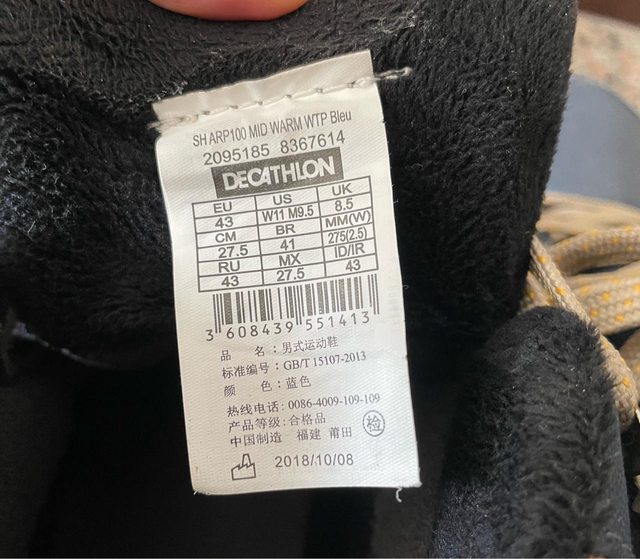 SH ARP100 MID WARM WTP Bleu
2095185 8367614
DECATHLON
EU US UK
43 W11 M9.5 8.5
CM BR MM(W)
27.5 41 275(2.5)
RU MX ID/IR
43 27.5 43
3 608439 551413
品 名：男式运动鞋
标准编号：GB/T 15107-2013
颜 色：蓝色
热线电话：0086-4009-109-109
产品等级：合格品
中国制造 福建 莆田
检
2018/10/08